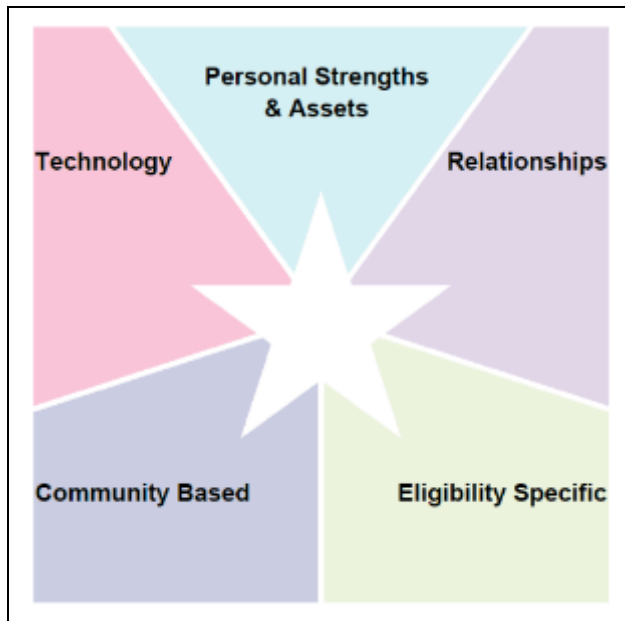 Personal Strengths
& Assets
Technology
Relationships
Community Based
Eligibility Specific